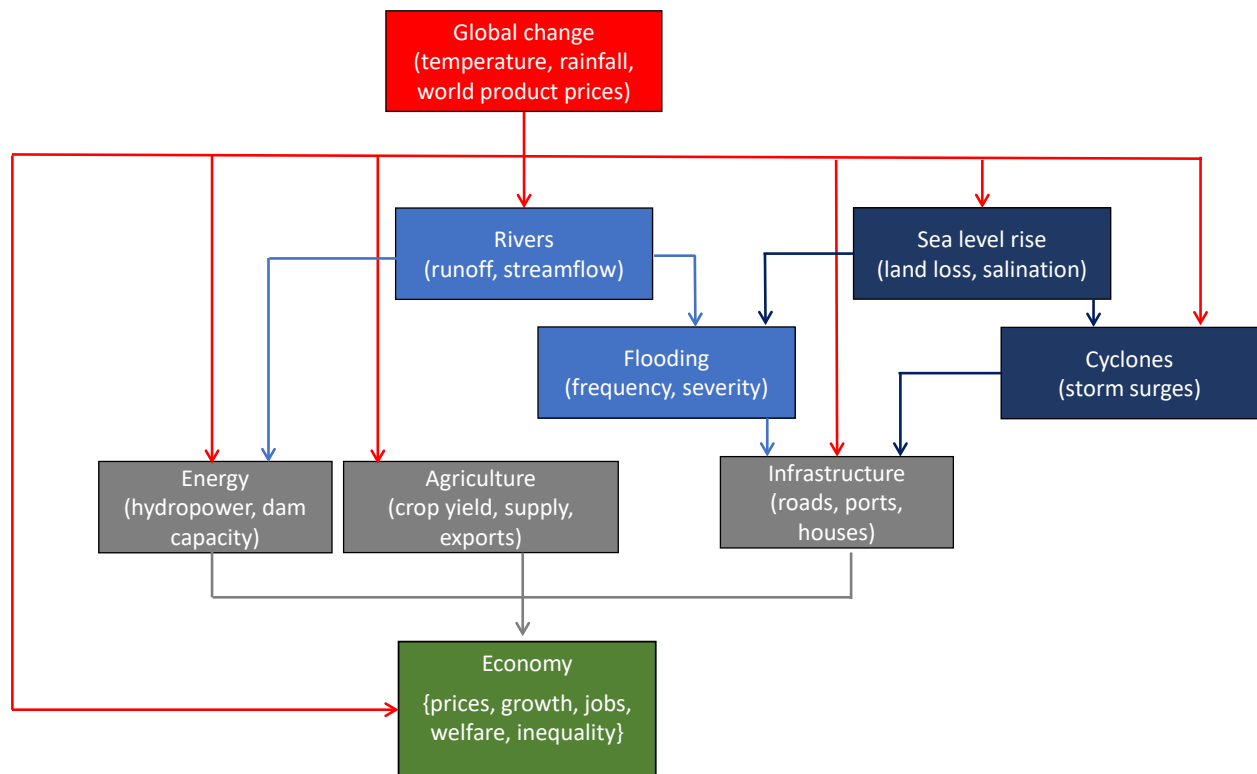 Global change
(temperature, rainfall,
world product prices)
Rivers
(runoff, streamflow)
Sea level rise
(land loss, salination)
Flooding
(frequency, severity)
Cyclones
(storm surges)
Energy
(hydropower, dam
capacity)
Agriculture
(crop yield, supply,
exports)
Infrastructure
(roads, ports,
houses)
Economy
{prices, growth, jobs,
welfare, inequality}